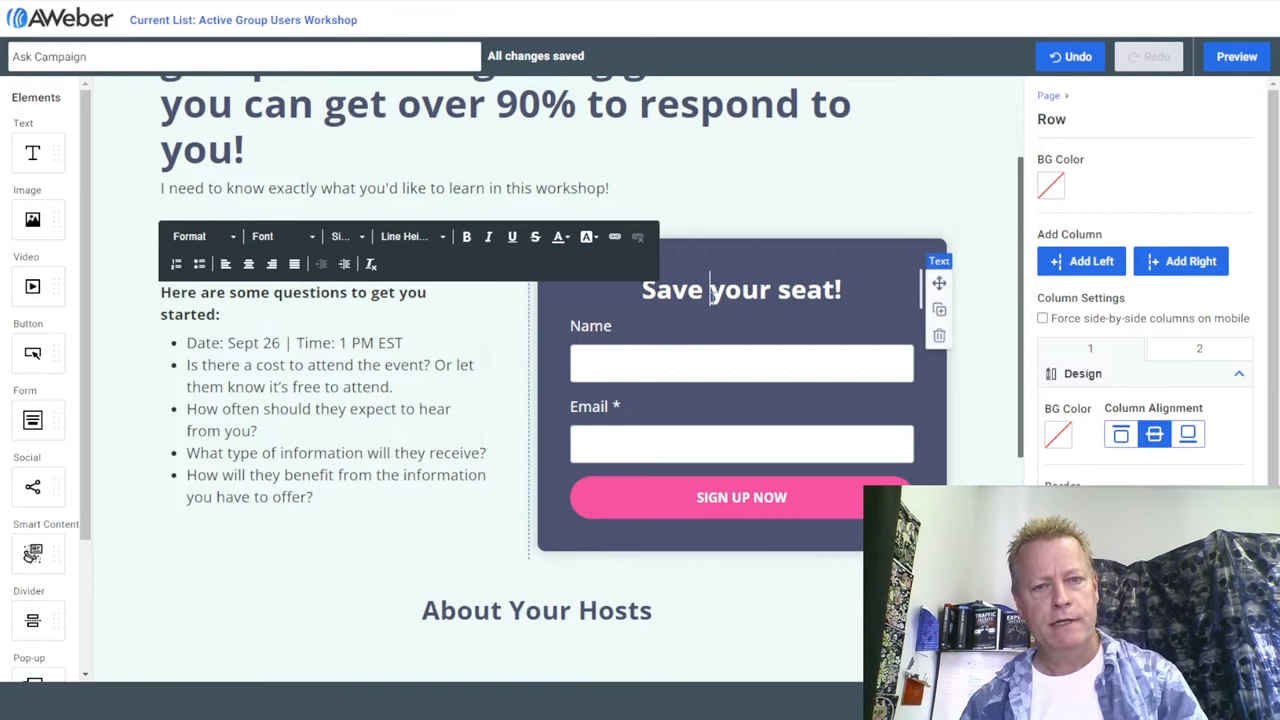 AWeber
Current List: Active Group Users Workshop
Ask Campaign
All changes saved
Undo
Redo
Preview
Elements
Text
Image
Video
Button
Form
Social
Smart Content
Divider
Pop-up
you can get over 90% to respond to
you!
I need to know exactly what you'd like to learn in this workshop!
Format
Font
Si...
Line Hei...
Here are some questions to get you
started:
Date: Sept 26 | Time: 1 PM EST
Is there a cost to attend the event? Or let
them know it's free to attend.
How often should they expect to hear
from you?
What type of information will they receive?
How will they benefit from the information
you have to offer?
Text
Save your seat!
Name
Email *
SIGN UP NOW
About Your Hosts
Page ›
Row
BG Color
Add Column
Add Left
Add Right
Column Settings
Force side-by-side columns on mobile
1
2
Design
BG Color
Column Alignment
TRAFFIC